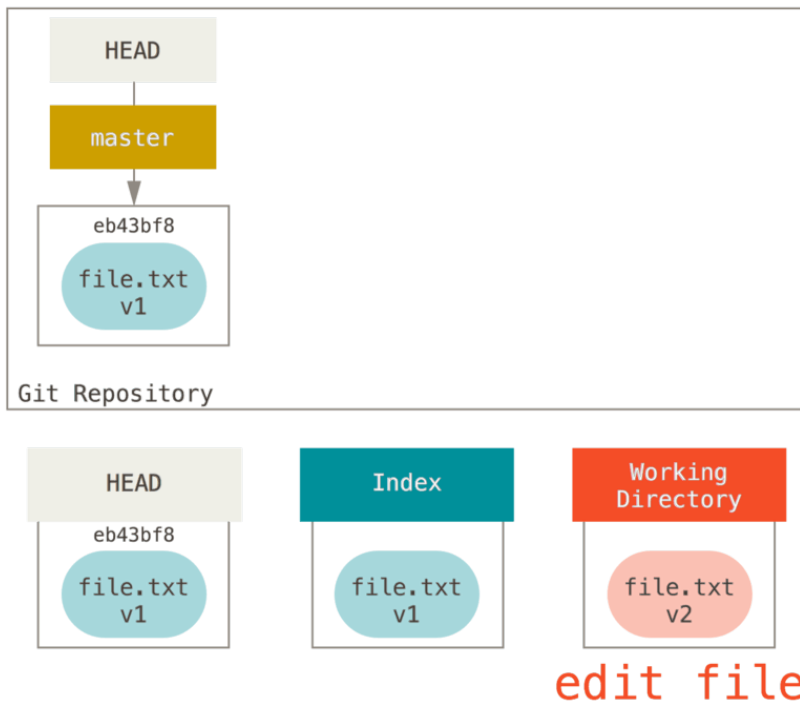 HEAD
master
eb43bf8
file.txt
v1
Git Repository
HEAD
Index
Working
Directory
eb43bf8
file.txt
v1
file.txt
v1
file.txt
v2
edit file